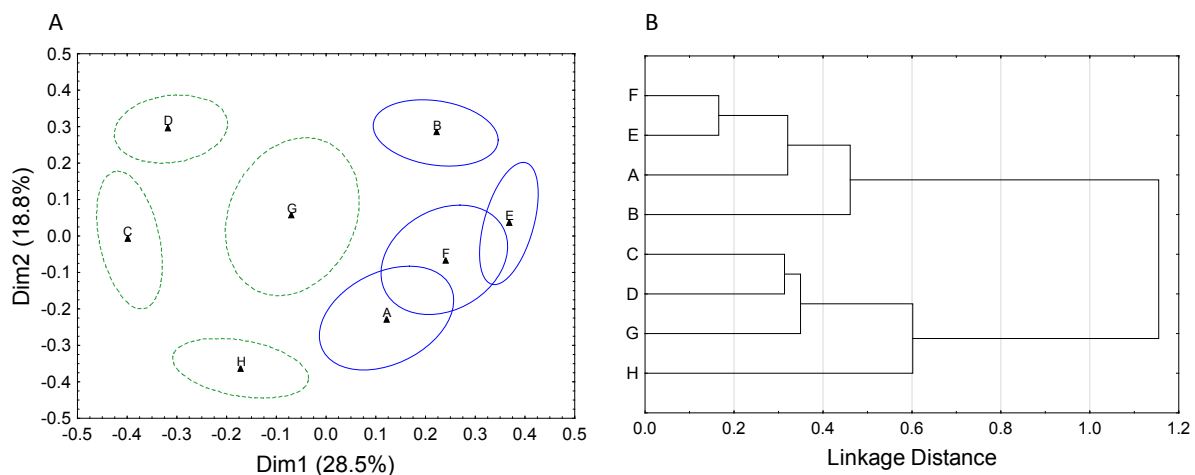 A
0.5
0.4
0.3
0.2
0.1
0.0
-0.1
-0.2
-0.3
-0.4
-0.5
Dim2 (18.8%)
D
B
G
E
C
F
A
H
-0.5 -0.4 -0.3 -0.2 -0.1 0.0 0.1 0.2 0.3 0.4 0.5
Dim1 (28.5%)
B
F
E
A
B
C
D
G
H
0.0 0.2 0.4 0.6 0.8 1.0 1.2
Linkage Distance